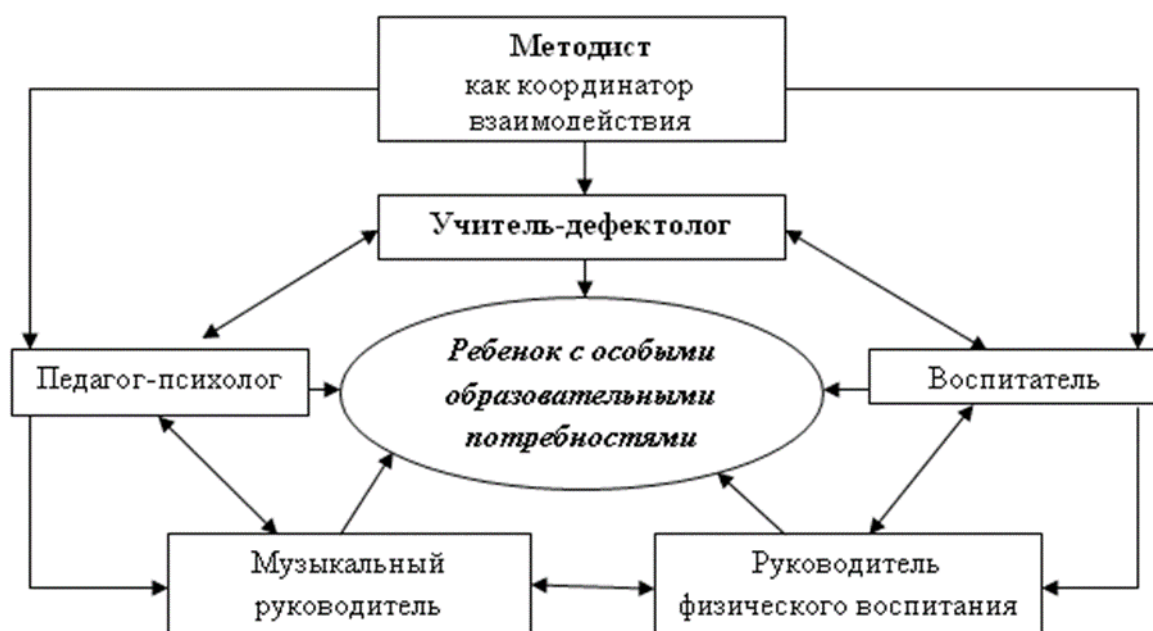 Методист
как координатор
взаимодействия
Учитель-дефектолог
Ребенок с особыми
образовательными
потребностями
Педагог-психолог
Воспитатель
Музыкальный
руководитель
Руководитель
физического воспитания